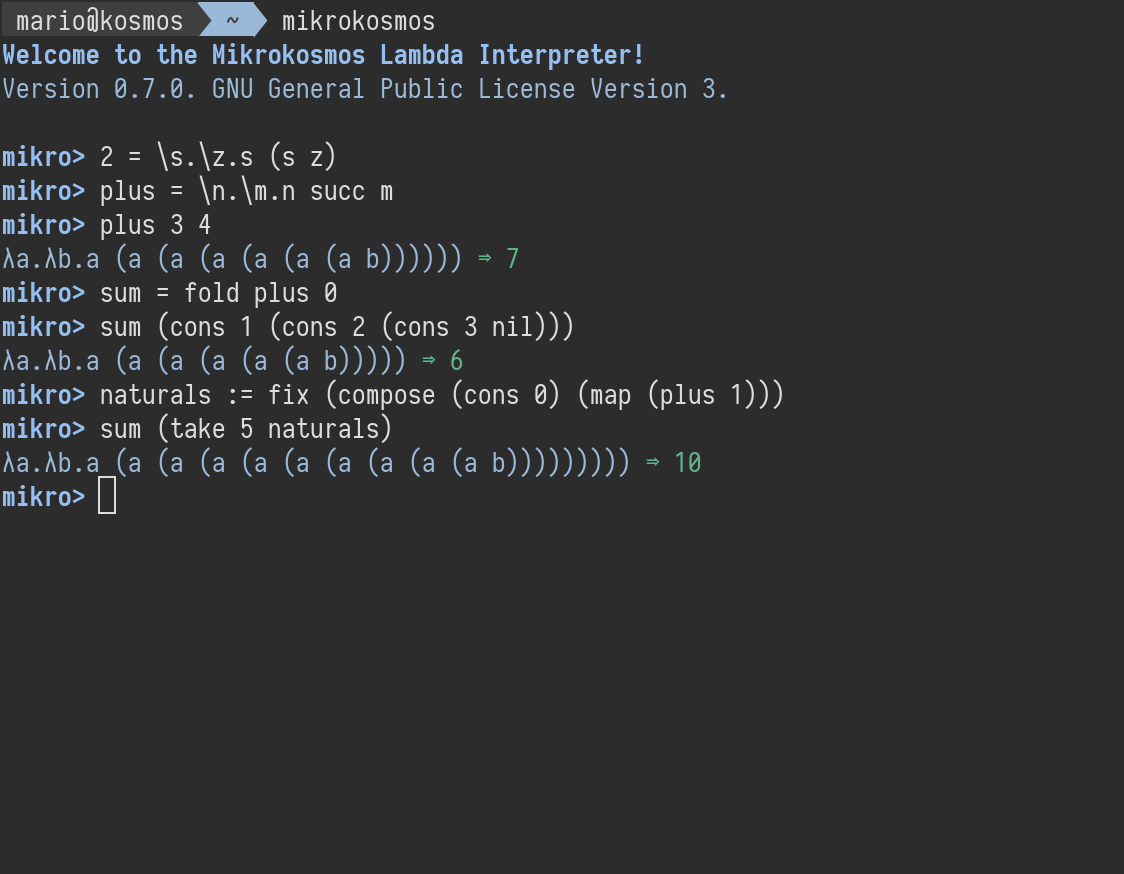 mario@kosmos ~ mikrokosmos
Welcome to the Mikrokosmos Lambda Interpreter!
Version 0.7.0. GNU General Public License Version 3.
mikro> 2 = \s.\z.s (s z)
mikro> plus = \n.\m.n succ m
mikro> plus 3 4
λa.λb.a (a (a (a (a (a (a b)))))) ⇒ 7
mikro> sum = fold plus 0
mikro> sum (cons 1 (cons 2 (cons 3 nil)))
λa.λb.a (a (a (a (a (a b))))) ⇒ 6
mikro> naturals := fix (compose (cons 0) (map (plus 1)))
mikro> sum (take 5 naturals)
λa.λb.a (a (a (a (a (a (a (a (a (a b))))))))) ⇒ 10
mikro>